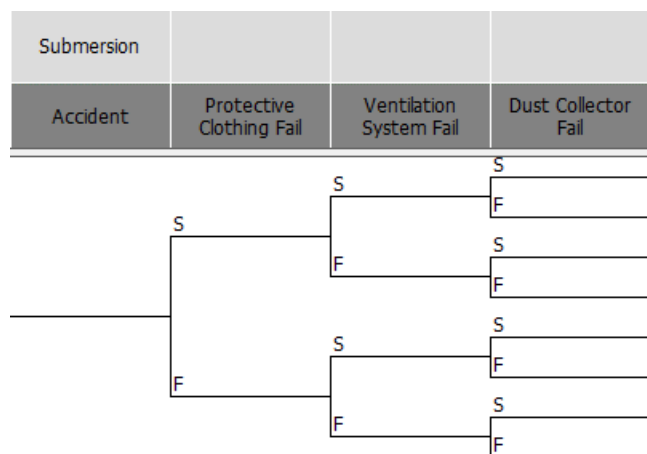 Submersion
Accident
Protective
Clothing Fail
Ventilation
System Fail
Dust Collector
Fail
S
S
F
S
F
S
F
S
F
S
F
S
F
S
F